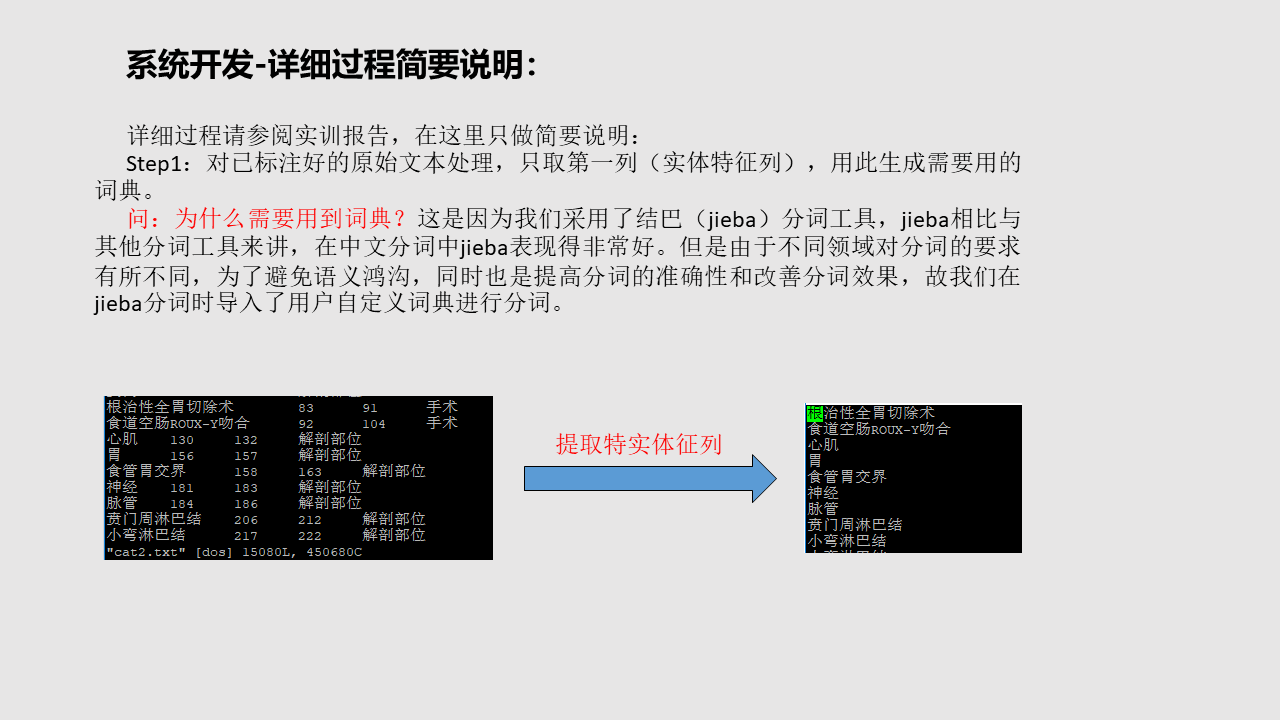 系统开发-详细过程简要说明：
详细过程请参阅实训报告，在这里只做简要说明：
Step1：对已标注好的原始文本处理，只取第一列（实体特征列），用此生成需要用的
词典。
问：为什么需要用到词典？这是因为我们采用了结巴（jieba）分词工具，jieba相比与
其他分词工具来讲，在中文分词中jieba表现得非常好。但是由于不同领域对分词的要求
有所不同，为了避免语义鸿沟，同时也是提高分词的准确性和改善分词效果，故我们在
jieba分词时导入了用户自定义词典进行分词。
根治性全胃切除术 83 91 手术
食道空肠ROUX-Y吻合 92 104 手术
心肌 130 132 解剖部位
胃 156 157 解剖部位
食管胃交界 158 163 解剖部位
神经 181 183 解剖部位
脉管 184 186 解剖部位
贲门周淋巴结 206 212 解剖部位
小弯淋巴结 217 222 解剖部位
"cat2.txt" [dos] 15080L, 450680C
提取特实体征列
根治性全胃切除术
食道空肠ROUX-Y吻合
心肌
胃
食管胃交界
神经
脉管
贲门周淋巴结
小弯淋巴结